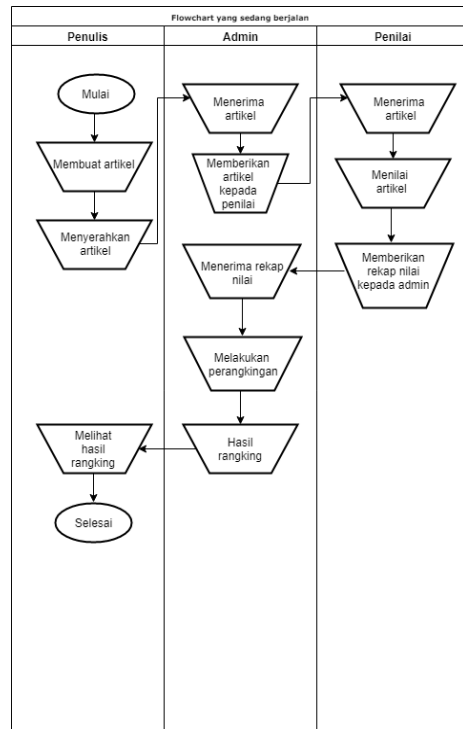 Flowchart yang sedang berjalan
Penulis
Admin
Penilai
Mulai
Membuat artikel
Menyerahkan
artikel
Menerima
artikel
Memberikan
artikel
kepada
penilai
Menerima
artikel
Menilai
artikel
Memberikan
rekap nilai
kepada admin
Menerima rekap
nilai
Melakukan
perangkingan
Hasil
rangking
Melihat
hasil
rangking
Selesai